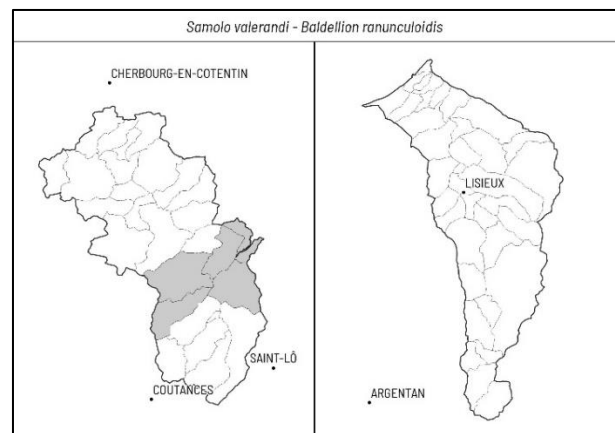 Samolo valerandi - Baldellion ranunculoidis
CHERBOURG-EN-COTENTIN
LISIEUX
SAINT-LÔ
COUTANCES
ARGENTAN